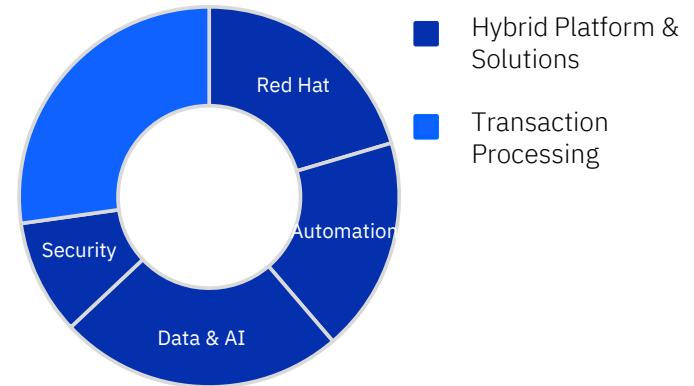 Red Hat
Automation
Data & AI
Security
Hybrid Platform &
Solutions
Transaction
Processing